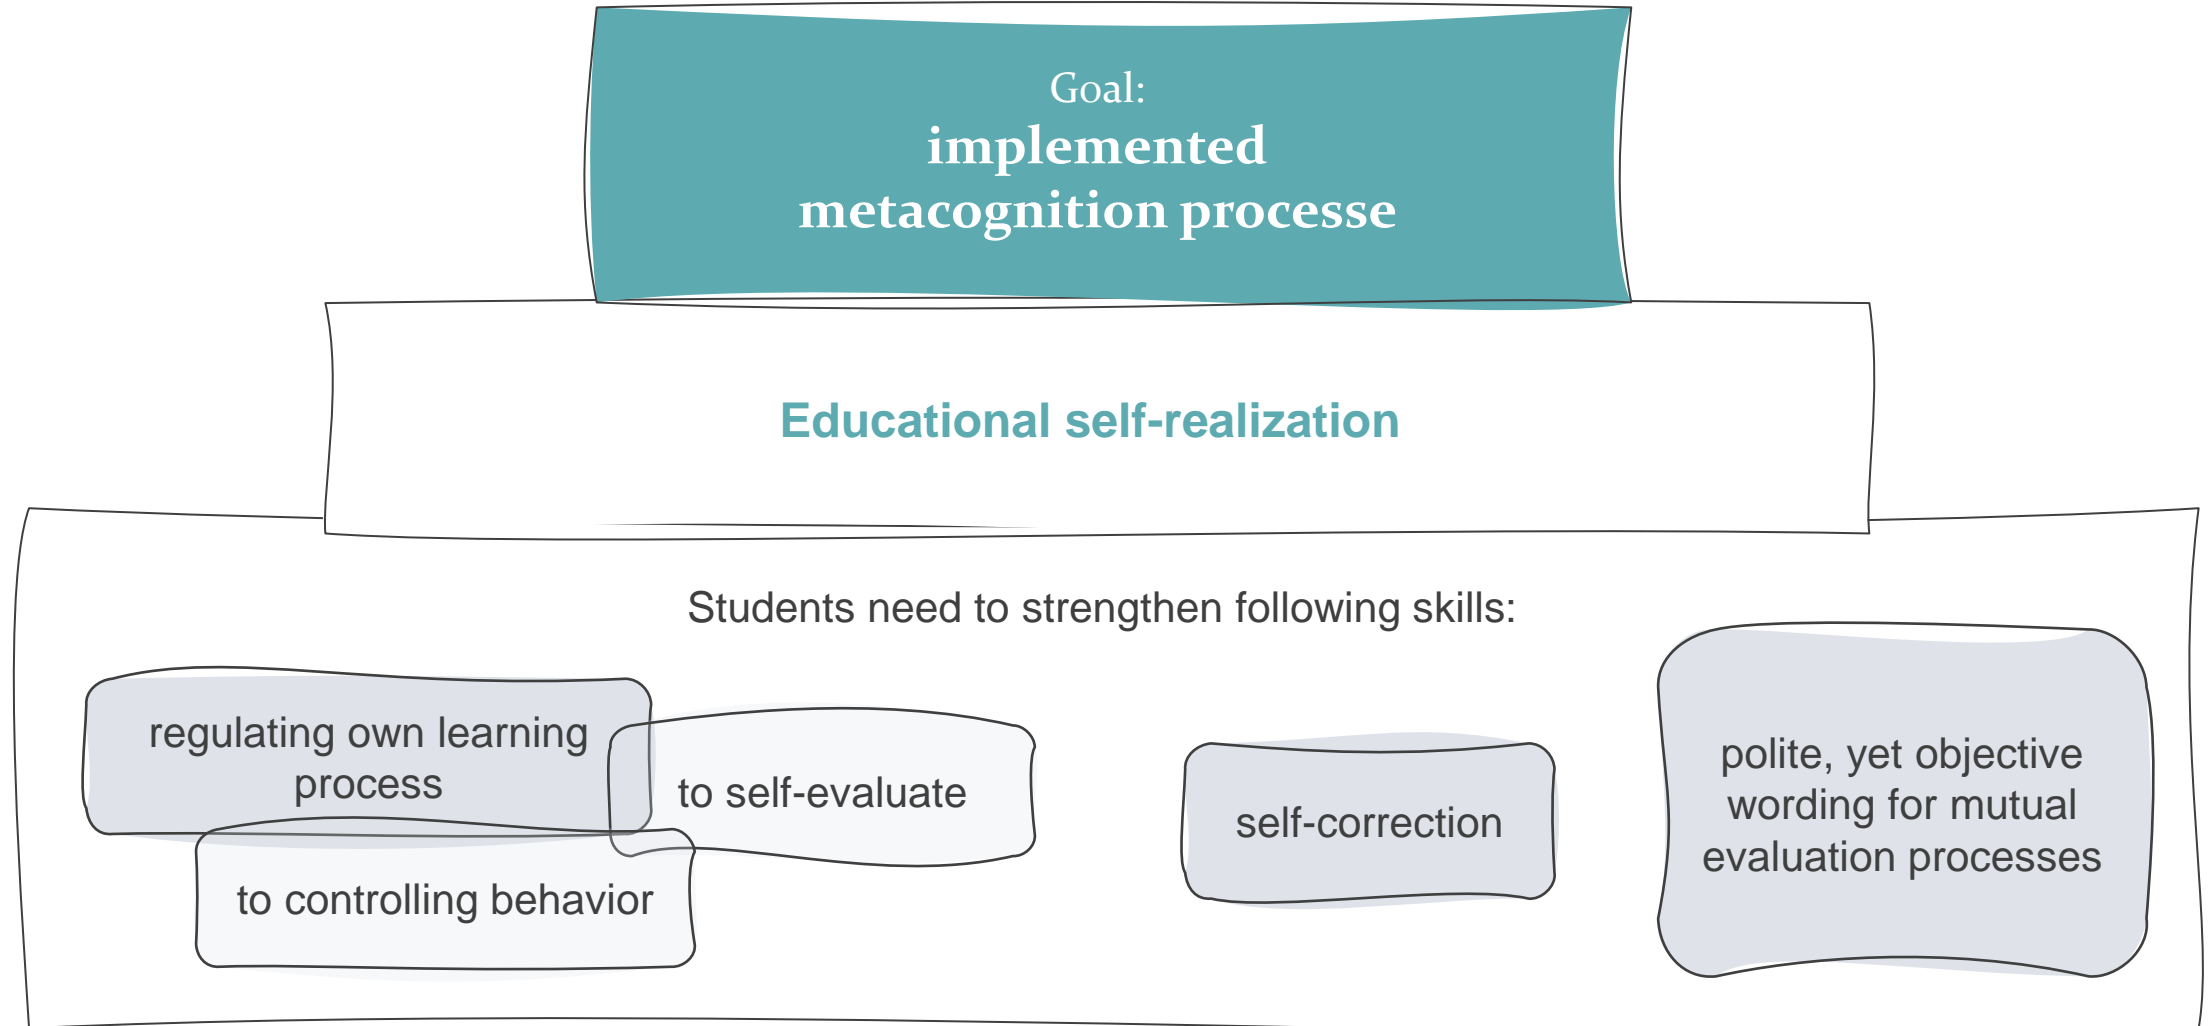 Goal:
implemented
metacognition processe
Educational self-realization
Students need to strengthen following skills:
regulating own learning
process
to self-evaluate
to controlling behavior
self-correction
polite, yet objective
wording for mutual
evaluation processes